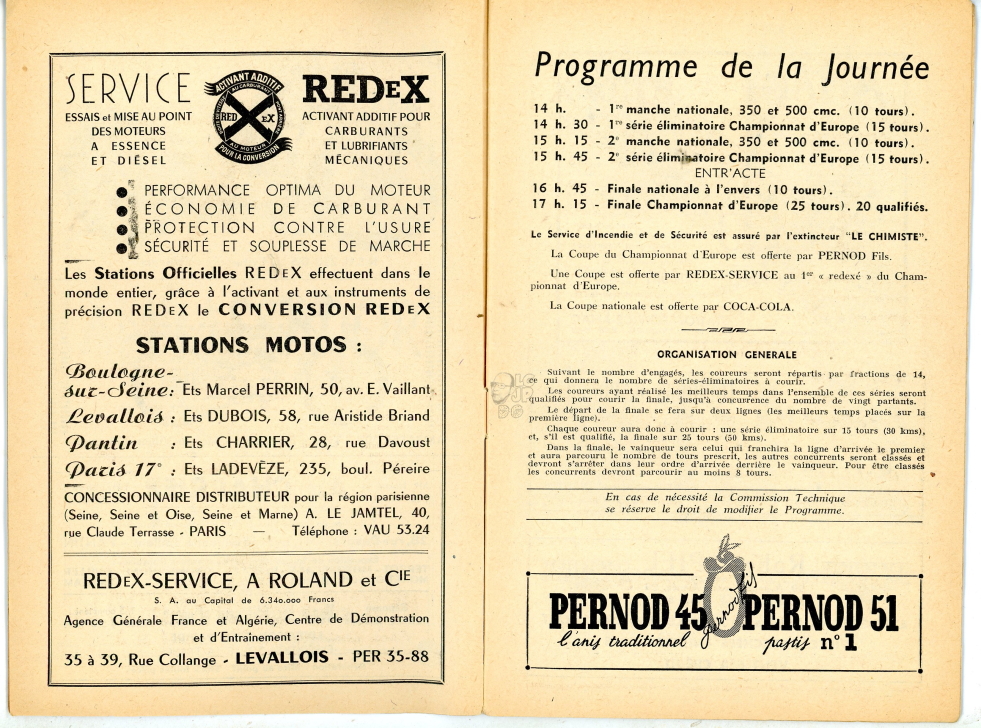 SERVICE
ESSAIS et MISE AU POINT
DES MOTEURS
A ESSENCE
ET DIÉSEL
ACTIVANT ADDITIF
AU CARBURANT
RED EX
AU MOTEUR
POUR LA CONVERSION
REDEX
ACTIVANT ADDITIF POUR
CARBURANTS
ET LUBRIFIANTS
MÉCANIQUES
PERFORMANCE OPTIMA DU MOTEUR
ÉCONOMIE DE CARBURANT
PROTECTION CONTRE L'USURE
SÉCURITÉ ET SOUPLESSE DE MARCHE
Les Stations Officielles REDEX effectuent dans le
monde entier, grâce à l'activant et aux instruments de
précision REDEX le CONVERSION REDEX
STATIONS MOTOS :
Boulogne-
sur-Seine : Ets Marcel PERRIN, 50, av. E. Vaillant
Levallois : Ets DUBOIS, 58, rue Aristide Briand
Pantin : Ets CHARRIER, 28, rue Davoust
Paris 17e : Ets LADEVÈZE, 235, boul. Péreire
CONCESSIONNAIRE DISTRIBUTEUR pour la région parisienne
(Seine, Seine et Oise, Seine et Marne) A. LE JAMTEL, 40,
rue Claude Terrasse - PARIS — Téléphone : VAU 53.24
REDEX-SERVICE, A ROLAND et CIE
S. A. au Capital de 6.340.000 Francs
Agence Générale France et Algérie, Centre de Démonstration
et d'Entrainement :
35 à 39, Rue Collange - LEVALLOIS - PER 35-88
Programme de la Journée
14 h. - 1re manche nationale, 350 et 500 cmc. (10 tours).
14 h. 30 - 1re série éliminatoire Championnat d'Europe (15 tours).
15 h. 15 - 2e manche nationale, 350 et 500 cmc. (10 tours).
15 h. 45 - 2e série éliminatoire Championnat d'Europe (15 tours).
ENTR'ACTE
16 h. 45 - Finale nationale à l'envers (10 tours).
17 h. 15 - Finale Championnat d'Europe (25 tours). 20 qualifiés.
Le Service d'Incendie et de Sécurité est assuré par l'extincteur "LE CHIMISTE".
La Coupe du Championnat d'Europe est offerte par PERNOD Fils.
Une Coupe est offerte par REDEX-SERVICE au 1er « redexé » du Cham-
pionnat d'Europe.
La Coupe nationale est offerte par COCA-COLA.
ORGANISATION GENERALE
Suivant le nombre d'engagés, les coureurs seront répartis par fractions de 14,
ce qui donnera le nombre de séries-éliminatoires à courir.
Les coureurs ayant réalisé les meilleurs temps dans l'ensemble de ces séries seront
qualifiés pour courir la finale, jusqu'à concurrence du nombre de vingt partants.
Le départ de la finale se fera sur deux lignes (les meilleurs temps placés sur la
première ligne).
Chaque coureur aura donc à courir : une série éliminatoire sur 15 tours (30 kms),
et, s'il est qualifié, la finale sur 25 tours (50 kms).
Dans la finale, le vainqueur sera celui qui franchira la ligne d'arrivée le premier
et aura parcouru le nombre de tours prescrit, les autres concurrents seront classés et
devront s'arrêter dans leur ordre d'arrivée derrière le vainqueur. Pour être classés
les concurrents devront parcourir au moins 8 tours.
En cas de nécessité la Commission Technique
se réserve le droit de modifier le Programme.
PERNOD 45
l'anis traditionnel
pernod fils
PERNOD 51
pastis n° 1